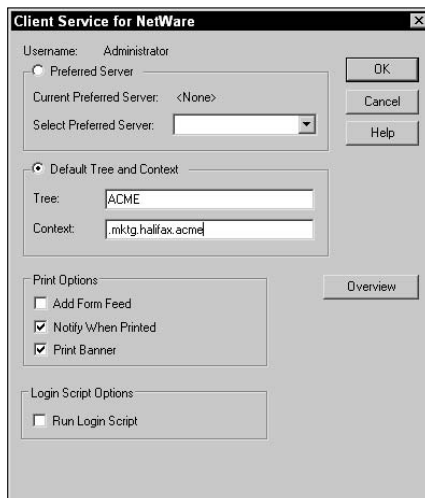 Client Service for NetWare
Username: Administrator
Preferred Server
Current Preferred Server: <None>
Select Preferred Server:
Default Tree and Context
Tree: ACME
Context: .mktg.halifax.acme
Print Options
Add Form Feed
Notify When Printed
Print Banner
Login Script Options
Run Login Script
OK
Cancel
Help
Overview